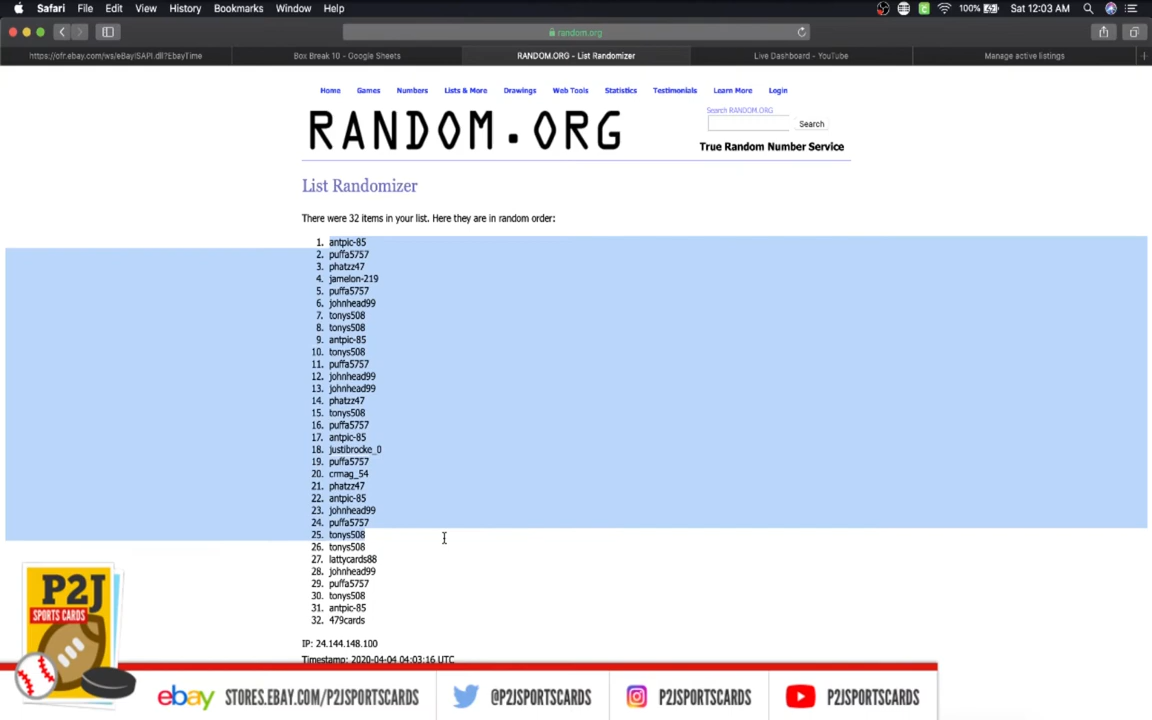 Safari File Edit View History Bookmarks Window Help 100% Sat 12:03 AM
random.org
https://ofr.ebay.com/ws/eBayISAPI.dll?EbayTime Box Break 10 - Google Sheets RANDOM.ORG - List Randomizer Live Dashboard - YouTube Manage active listings
Home Games Numbers Lists & More Drawings Web Tools Statistics Testimonials Learn More Login
Search RANDOM.ORG
Search
RANDOM.ORG
True Random Number Service
List Randomizer
There were 32 items in your list. Here they are in random order:
1. antpic-85
2. puffa5757
3. phatzz47
4. jamelon-219
5. puffa5757
6. johnhead99
7. tonys508
8. tonys508
9. antpic-85
10. tonys508
11. puffa5757
12. johnhead99
13. johnhead99
14. phatzz47
15. tonys508
16. puffa5757
17. antpic-85
18. justibrocke_0
19. puffa5757
20. crmag_54
21. phatzz47
22. antpic-85
23. johnhead99
24. puffa5757
25. tonys508
26. tonys508
27. lattycards88
28. johnhead99
29. puffa5757
30. tonys508
31. antpic-85
32. 479cards
IP: 24.144.148.100
Timestamp: 2020-04-04 04:03:16 UTC
P2J
SPORTS CARDS
ebay STORES.EBAY.COM/P2JSPORTSCARDS @P2JSPORTSCARDS P2JSPORTSCARDS P2JSPORTSCARDS